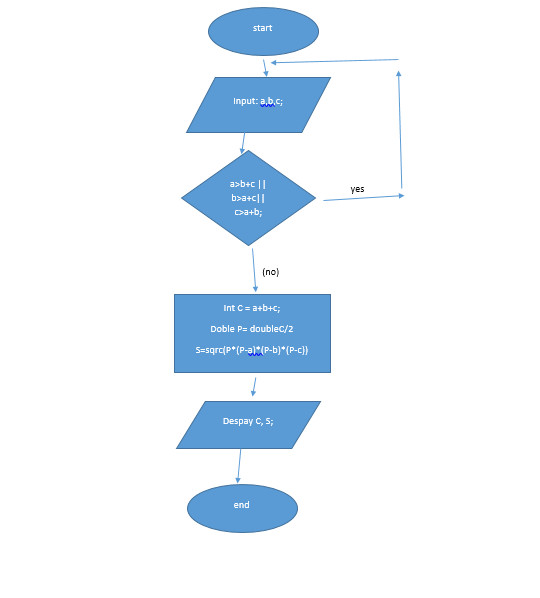 start
Input: a,b,c;
a>b+c ||
b>a+c||
c>a+b;
yes
(no)
Int C = a+b+c;
Doble P= doubleC/2
S=sqrc(P*(P-a)*(P-b)*(P-c))
Despay C, S;
end